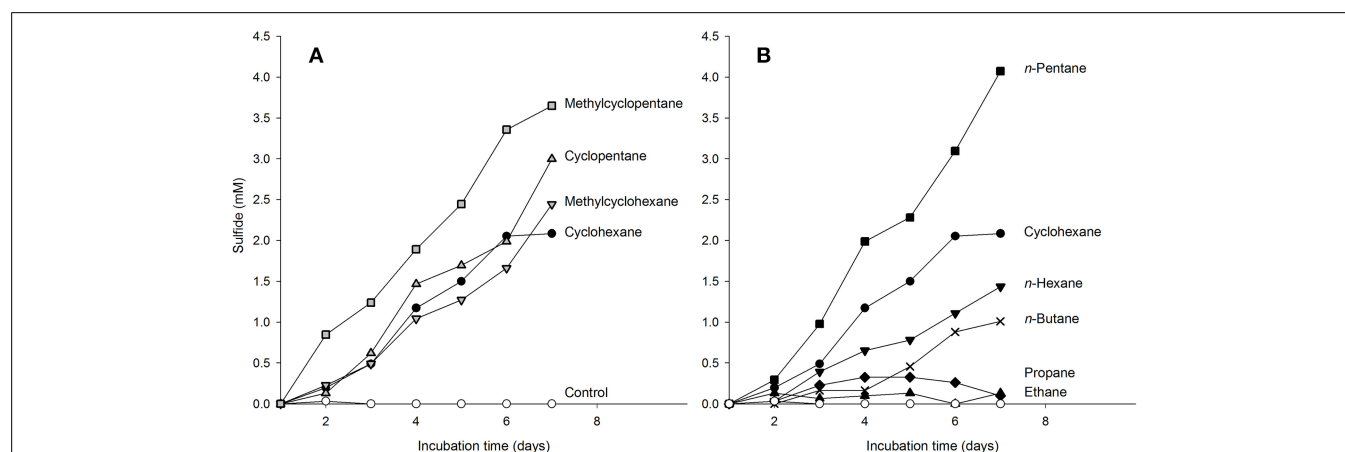 A
4.5
4.0
3.5
3.0
2.5
2.0
1.5
1.0
0.5
0.0
Sulfide (mM)
Methylcyclopentane
Cyclopentane
Methylcyclohexane
Cyclohexane
Control
2
4
6
8
Incubation time (days)
B
4.5
4.0
3.5
3.0
2.5
2.0
1.5
1.0
0.5
0.0
n-Pentane
Cyclohexane
n-Hexane
n-Butane
Propane
Ethane
2
4
6
8
Incubation time (days)